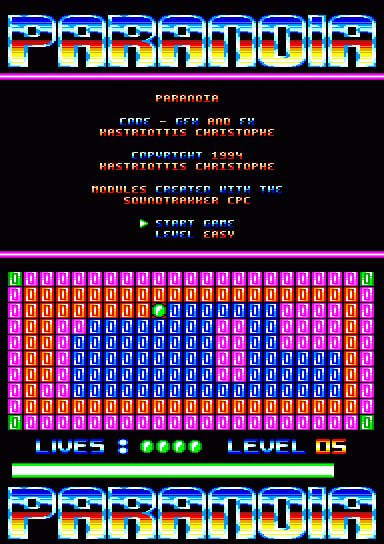 PARANOIA
PARANOIA
CODE - GFX AND FX
KASTRIOTTIS CHRISTOPHE
COPYRIGHT 1994
KASTRIOTTIS CHRISTOPHE
MODULES CREATED WITH THE
SOUNDTRAKKER CPC
START GAME
LEVEL EASY
LIVES : 0000 LEVEL 05
PARANOIA